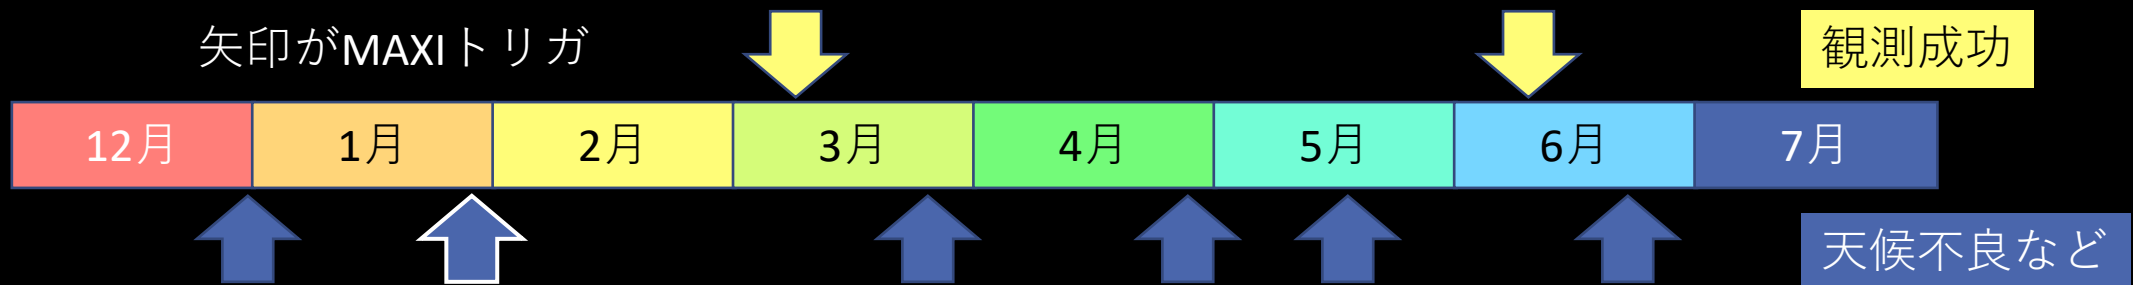 矢印がMAXIトリガ
観測成功
12月
1月
2月
3月
4月
5月
6月
7月
天候不良など